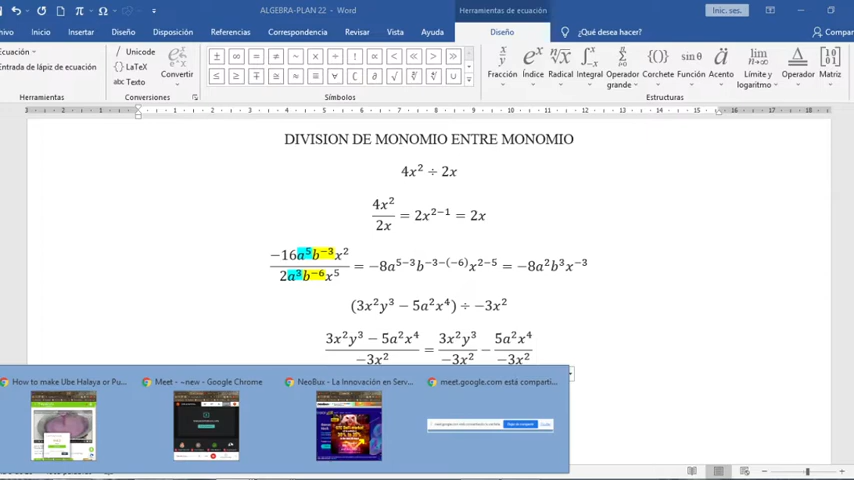 ALGEBRA-PLAN 22 - Word
Herramientas de ecuación
Inic. ses.
Inicio Insertar Diseño Disposición Referencias Correspondencia Revisar Vista Ayuda Diseño ¿Qué desea hacer?
Ecuación
Entrada de lápiz de ecuación
Unicode
{} LaTeX
abc Texto
Convertir
± ∞ = ≠ ~ × ÷ ! ∝ < ≪ >
≤ ≥ ∓ ≅ ≈ ≡ ∀ ∁ ∂ √ ∛ ∪
Fracción Índice Radical Integral Operador grande Corchete Función Acento Límite y logaritmo Operador Matriz
Herramientas Conversiones Símbolos Estructuras
DIVISION DE MONOMIO ENTRE MONOMIO
4x² ÷ 2x
4x²/2x = 2x²⁻¹ = 2x
−16a⁵b⁻³x²/2a³b⁻⁶x⁵ = −8a⁵⁻³b⁻³⁻⁽⁻⁶⁾x²⁻⁵ = −8a²b³x⁻³
(3x²y³ − 5a²x⁴) ÷ −3x²
3x²y³ − 5a²x⁴/−3x² = 3x²y³/−3x² − 5a²x⁴/−3x²
How to make Ube Halaya or Pu...
Meet - ~new - Google Chrome
NeoBux - La Innovación en Serv...
meet.google.com está comparti...